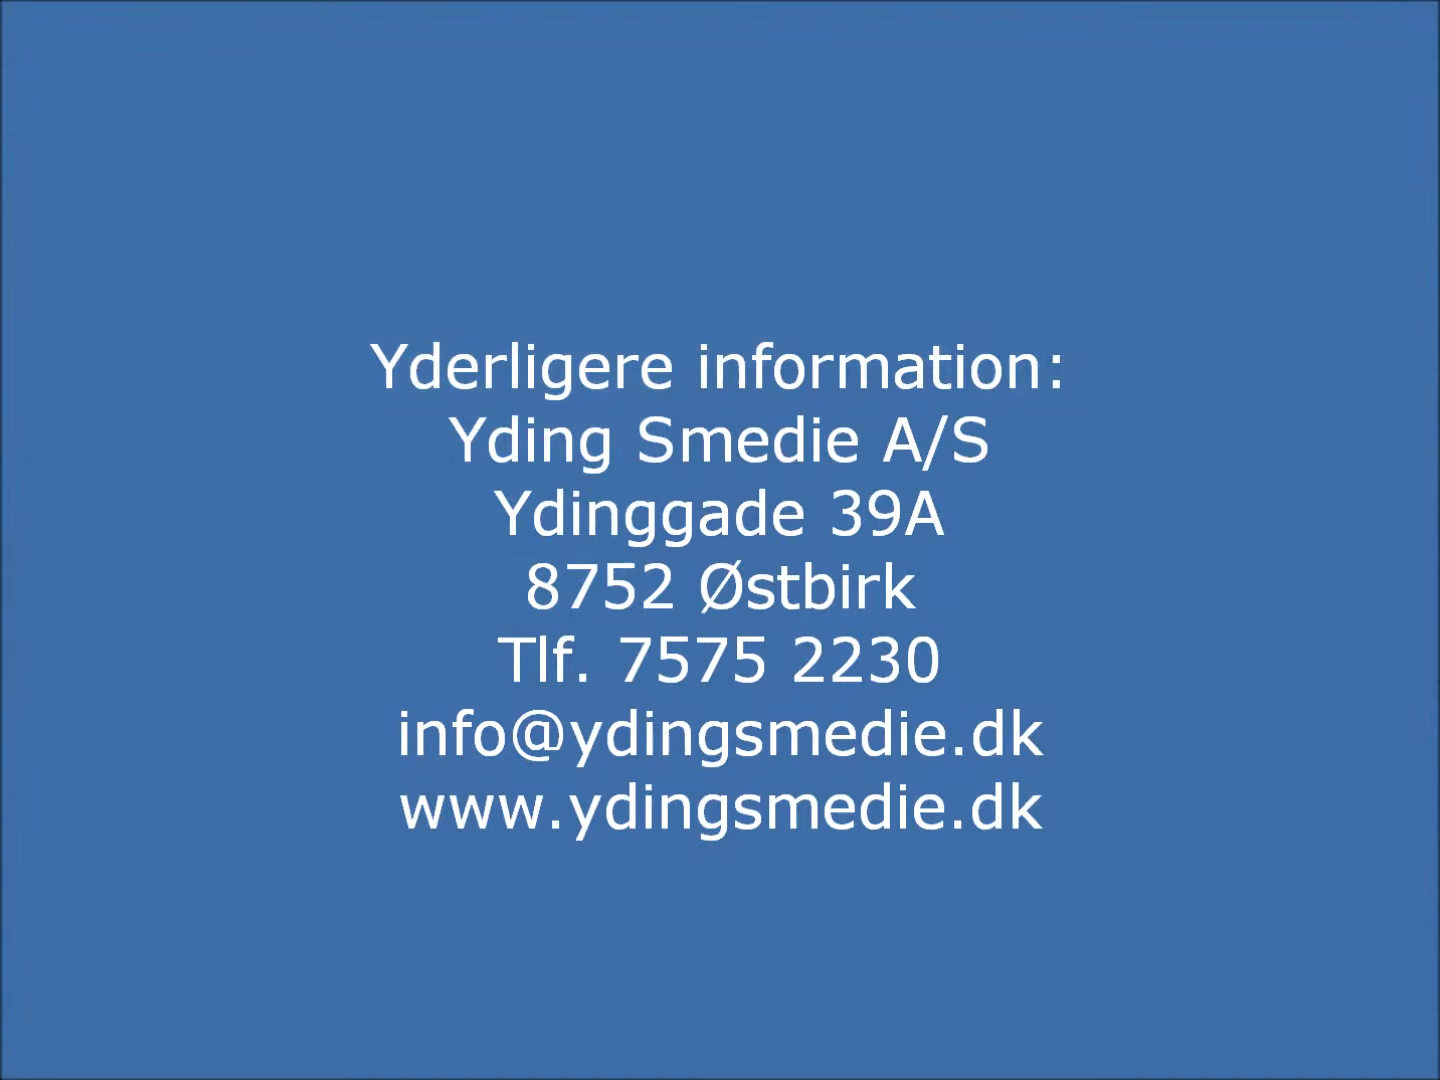 Yderligere information:
Yding Smedie A/S
Ydinggade 39A
8752 Østbirk
Tlf. 7575 2230
info@ydingsmedie.dk
www.ydingsmedie.dk